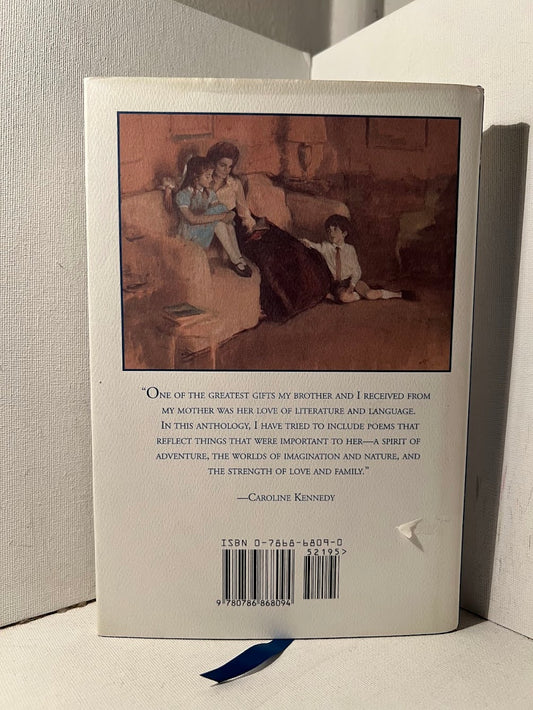 “One of the greatest gifts my brother and I received from
my mother was her love of literature and language.
In this anthology, I have tried to include poems that
reflect things that were important to her—a spirit of
adventure, the worlds of imagination and nature, and
the strength of love and family.”
—Caroline Kennedy
ISBN 0-7868-6809-0
52195>
9 780786 868094